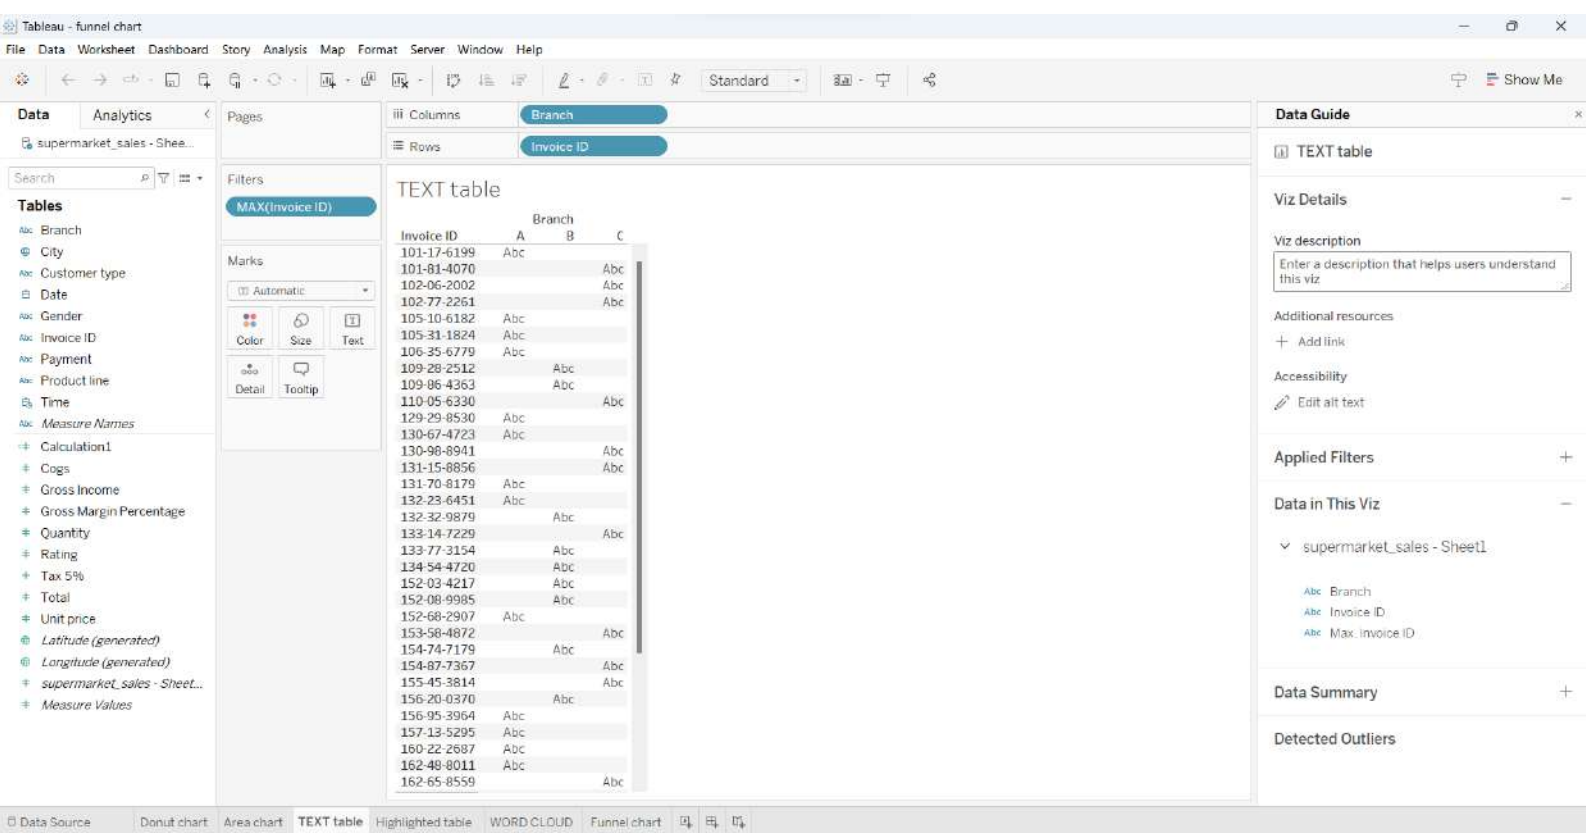 Tableau - funnel chart
File Data Worksheet Dashboard Story Analysis Map Format Server Window Help
Standard
Show Me
Data Analytics
supermarket_sales - Shee...
Search
Tables
Abc Branch
City
Abc Customer type
Date
Abc Gender
Abc Invoice ID
Abc Payment
Abc Product line
Time
Abc Measure Names
Calculation1
Cogs
Gross Income
Gross Margin Percentage
Quantity
Rating
Tax 5%
Total
Unit price
Latitude (generated)
Longitude (generated)
supermarket_sales - Sheet...
Measure Values
Pages
Filters
MAX(Invoice ID)
Marks
Automatic
Color Size Text
Detail Tooltip
Columns Branch
Rows Invoice ID
TEXT table
Branch
Invoice ID A B C
101-17-6199 Abc
101-81-4070 Abc
102-06-2002 Abc
102-77-2261 Abc
105-10-6182 Abc
105-31-1824 Abc
106-35-6779 Abc
109-28-2512 Abc
109-86-4363 Abc
110-05-6330 Abc
129-29-8530 Abc
130-67-4723 Abc
130-98-8941 Abc
131-15-8856 Abc
131-70-8179 Abc
132-23-6451 Abc
132-32-9879 Abc
133-14-7229 Abc
133-77-3154 Abc
134-54-4720 Abc
152-03-4217 Abc
152-08-9985 Abc
152-68-2907 Abc
153-58-4872 Abc
154-74-7179 Abc
154-87-7367 Abc
155-45-3814 Abc
156-20-0370 Abc
156-95-3964 Abc
157-13-5295 Abc
160-22-2687 Abc
162-48-8011 Abc
162-65-8559 Abc
Data Guide
TEXT table
Viz Details
Viz description
Enter a description that helps users understand
this viz
Additional resources
Add link
Accessibility
Edit alt text
Applied Filters
Data in This Viz
supermarket_sales - Sheet1
Abc Branch
Abc Invoice ID
Abc Max. Invoice ID
Data Summary
Detected Outliers
Data Source Donut chart Area chart TEXT table Highlighted table WORD CLOUD Funnel chart